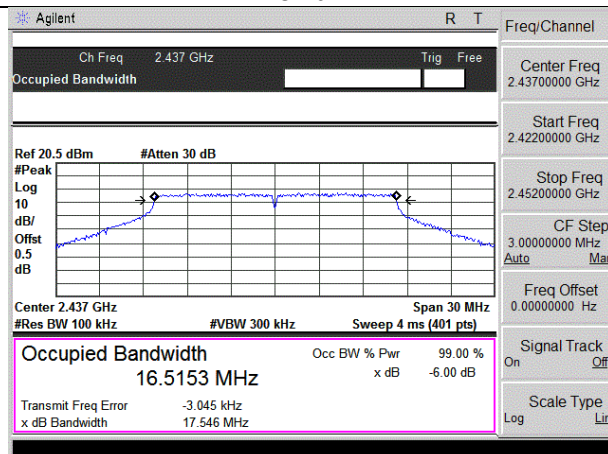 Agilent R T
Ch Freq 2.437 GHz Trig Free
Occupied Bandwidth
Ref 20.5 dBm #Atten 30 dB
#Peak
Log
10
dB/
Offst
0.5
dB
Center 2.437 GHz Span 30 MHz
#Res BW 100 kHz #VBW 300 kHz Sweep 4 ms (401 pts)
Occupied Bandwidth Occ BW % Pwr 99.00 %
16.5153 MHz x dB -6.00 dB
Transmit Freq Error -3.045 kHz
x dB Bandwidth 17.546 MHz
Freq/Channel
Center Freq
2.43700000 GHz
Start Freq
2.42200000 GHz
Stop Freq
2.45200000 GHz
CF Step
3.00000000 MHz
Auto Mar
Freq Offset
0.00000000 Hz
Signal Track
On Off
Scale Type
Log Lin